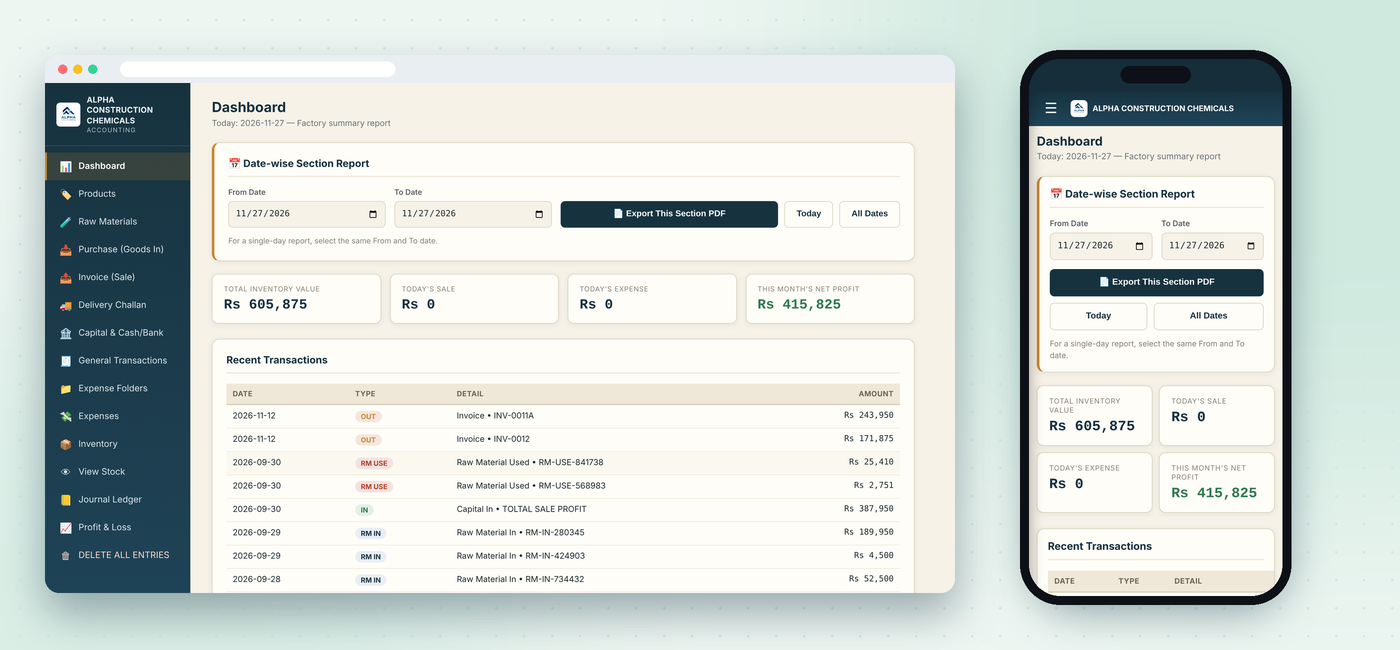 ALPHA
CONSTRUCTION
CHEMICALS
ACCOUNTING
Dashboard
Products
Raw Materials
Purchase (Goods In)
Invoice (Sale)
Delivery Challan
Capital & Cash/Bank
General Transactions
Expense Folders
Expenses
Inventory
View Stock
Journal Ledger
Profit & Loss
DELETE ALL ENTRIES
Dashboard
Today: 2026-11-27 — Factory summary report
Date-wise Section Report
From Date To Date
11/27/2026 11/27/2026 Export This Section PDF Today All Dates
For a single-day report, select the same From and To date.
TOTAL INVENTORY VALUE TODAY'S SALE TODAY'S EXPENSE THIS MONTH'S NET PROFIT
Rs 605,875 Rs 0 Rs 0 Rs 415,825
Recent Transactions
DATE TYPE DETAIL AMOUNT
2026-11-12 OUT Invoice • INV-0011A Rs 243,950
2026-11-12 OUT Invoice • INV-0012 Rs 171,875
2026-09-30 RM USE Raw Material Used • RM-USE-841738 Rs 25,410
2026-09-30 RM USE Raw Material Used • RM-USE-568983 Rs 2,751
2026-09-30 IN Capital In • TOLTAL SALE PROFIT Rs 387,950
2026-09-29 RM IN Raw Material In • RM-IN-280345 Rs 189,950
2026-09-29 RM IN Raw Material In • RM-IN-424903 Rs 4,500
2026-09-28 RM IN Raw Material In • RM-IN-734432 Rs 52,500
ALPHA CONSTRUCTION CHEMICALS
Dashboard
Today: 2026-11-27 — Factory summary report
Date-wise Section Report
From Date To Date
11/27/2026 11/27/2026
Export This Section PDF
Today All Dates
For a single-day report, select the same From and To
date.
TOTAL INVENTORY
VALUE
Rs 605,875
TODAY'S SALE
Rs 0
TODAY'S EXPENSE
Rs 0
THIS MONTH'S NET
PROFIT
Rs 415,825
Recent Transactions
DATE TYPE DETAIL